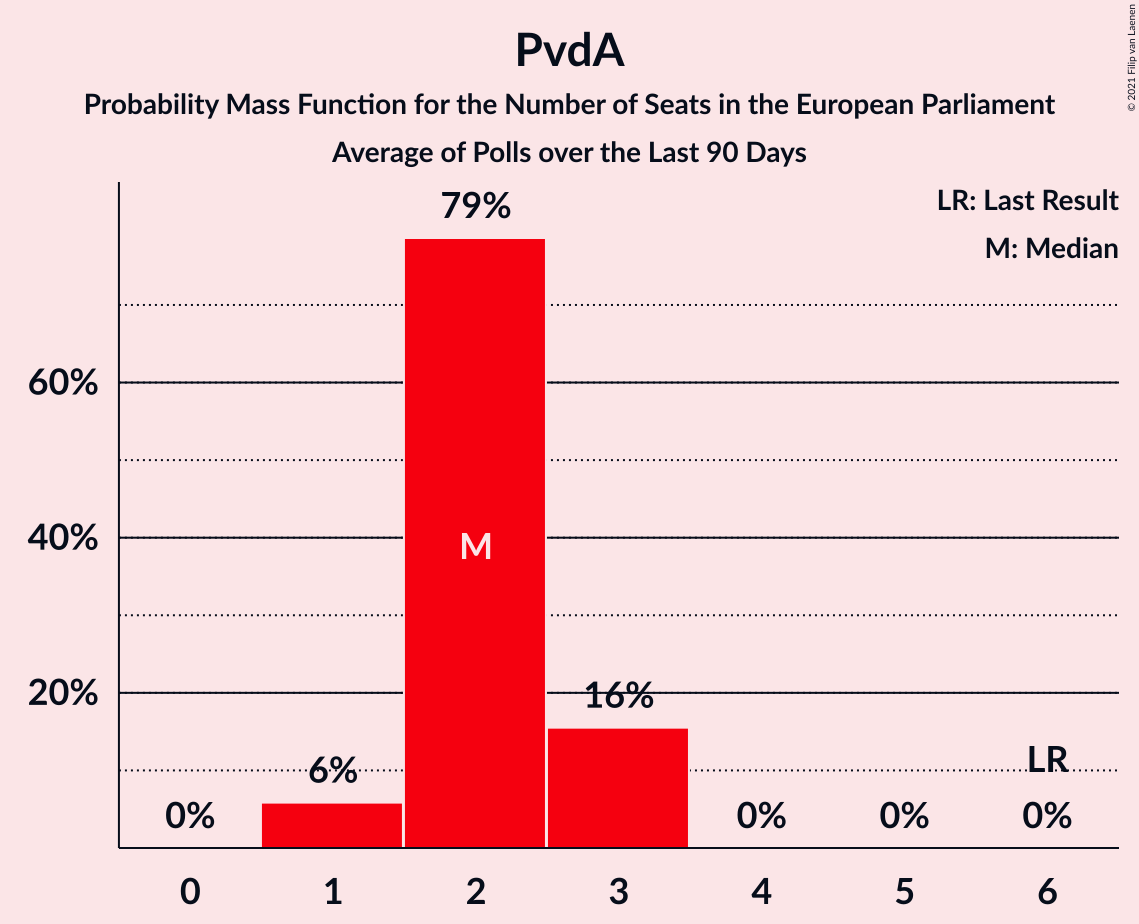 PvdA
Probability Mass Function for the Number of Seats in the European Parliament
Average of Polls over the Last 90 Days
© 2021 Filip van Laenen
LR: Last Result
M: Median
79%
60%
40%
M
20%
16%
6%
LR
0%
0%
0%
0%
0 1 2 3 4 5 6